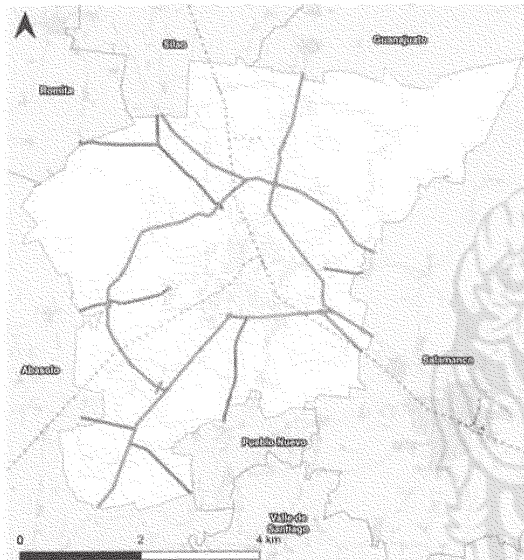 Silao
Guanajuato
Romita
Abasolo
Salamanca
Pueblo Nuevo
Valle de
Santiago
0 2 4 km